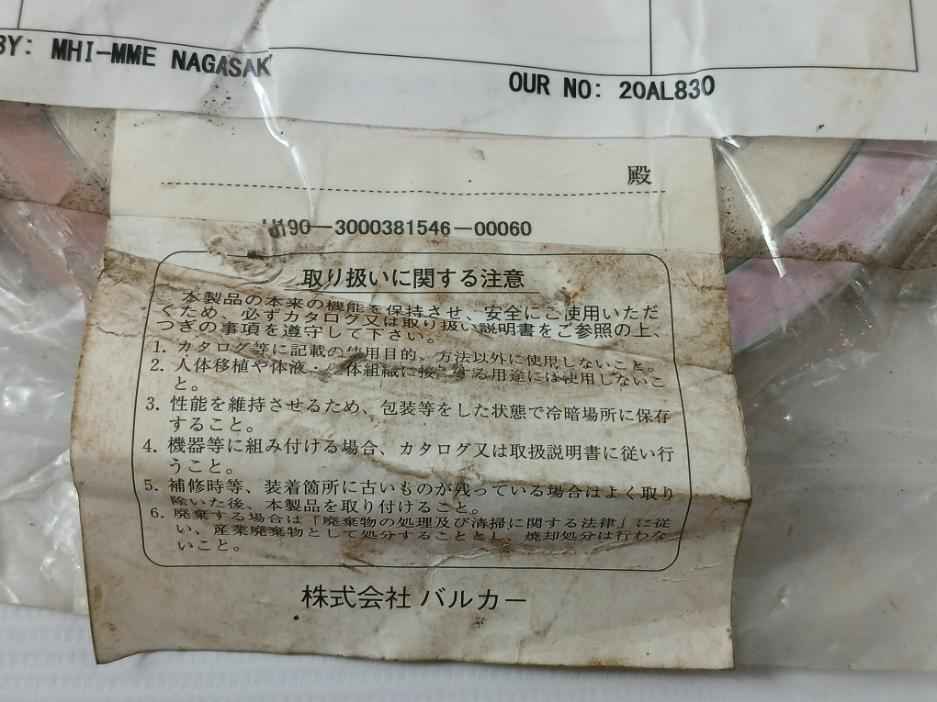 BY: MHI-MME NAGASAK
OUR NO: 20AL830
殿
190-3000381546-00060
取り扱いに関する注意
本製品の本来の機能を保持させ、安全にご使用いただ
くため、必ずカタログ又は取り扱い説明書をご参照の上、
つぎの事項を遵守して下さい。
1. カタログ等に記載の使用目的、方法以外に使用しないこと。
2. 人体移植や体液・体組織に接する用途には使用しないこ
と。
3. 性能を維持させるため、包装等をした状態で冷暗場所に保存
すること。
4. 機器等に組み付ける場合、カタログ又は取扱説明書に従い行
うこと。
5. 補修時等、装着箇所に古いものが残っている場合はよく取り
除いた後、本製品を取り付けること。
6. 廃棄する場合は「廃棄物の処理及び清掃に関する法律」に従
い、産業廃棄物として処分することとし、焼却処分は行わな
いこと。
株式会社 バルカー